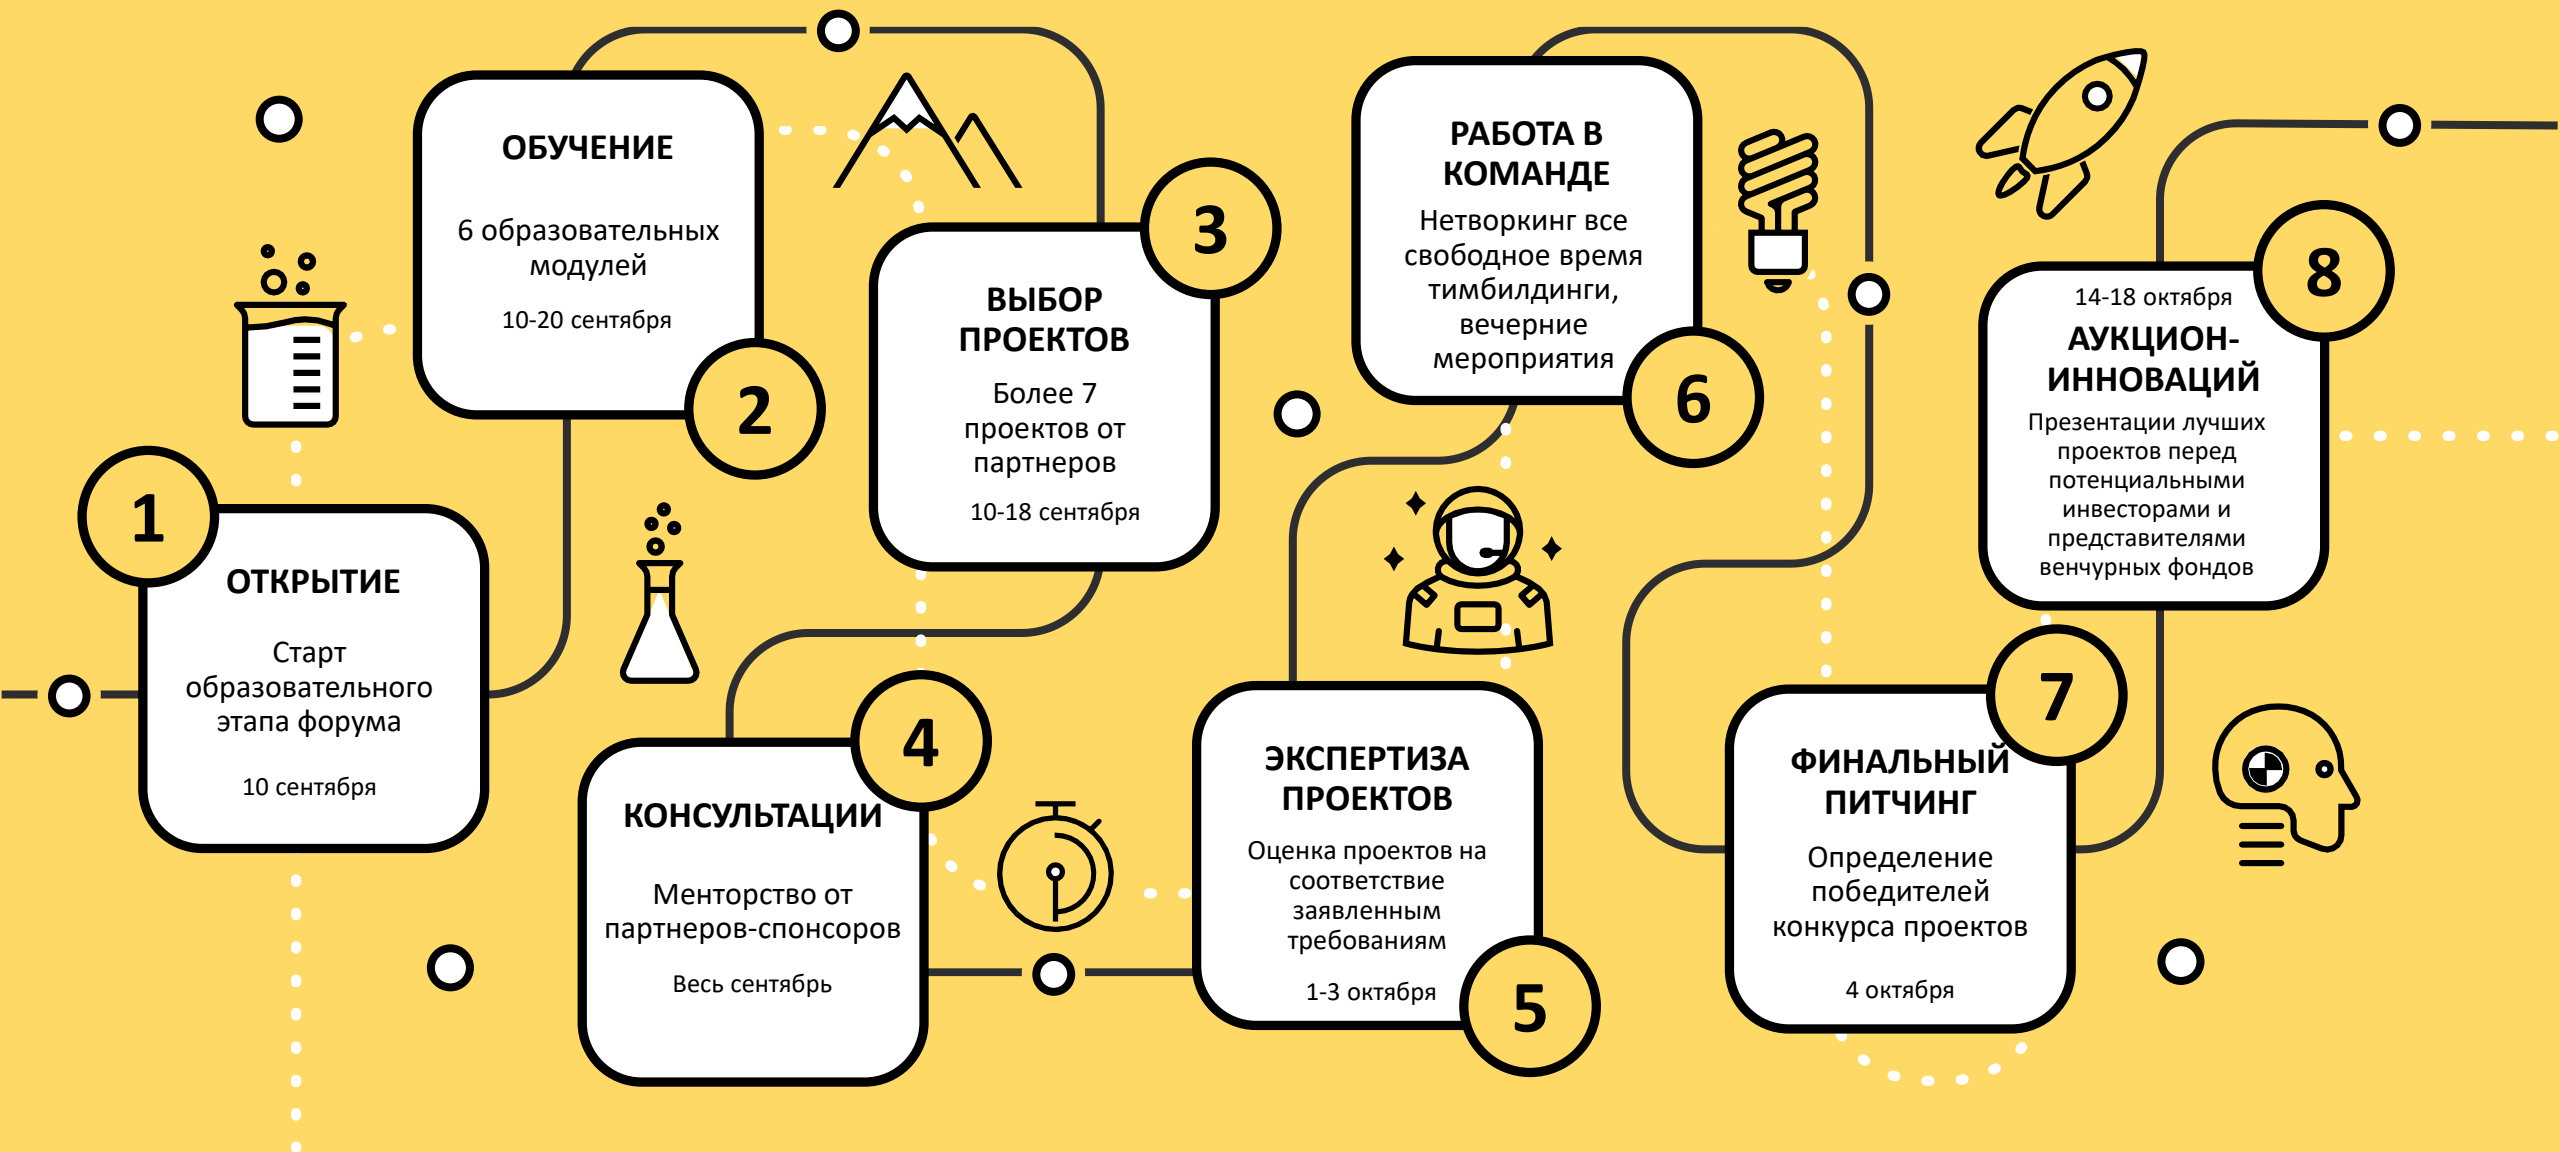 1
ОТКРЫТИЕ
Старт
образовательного
этапа форума
10 сентября
ОБУЧЕНИЕ
6 образовательных
модулей
10-20 сентября
2
3
ВЫБОР
ПРОЕКТОВ
Более 7
проектов от
партнеров
10-18 сентября
4
КОНСУЛЬТАЦИИ
Менторство от
партнеров-спонсоров
Весь сентябрь
ЭКСПЕРТИЗА
ПРОЕКТОВ
Оценка проектов на
соответствие
заявленным
требованиям
1-3 октября
5
РАБОТА В
КОМАНДЕ
Нетворкинг все
свободное время
тимбилдинги,
вечерние
мероприятия
6
7
ФИНАЛЬНЫЙ
ПИТЧИНГ
Определение
победителей
конкурса проектов
4 октября
8
14-18 октября
АУКЦИОН-
ИННОВАЦИЙ
Презентации лучших
проектов перед
потенциальными
инвесторами и
представителями
венчурных фондов